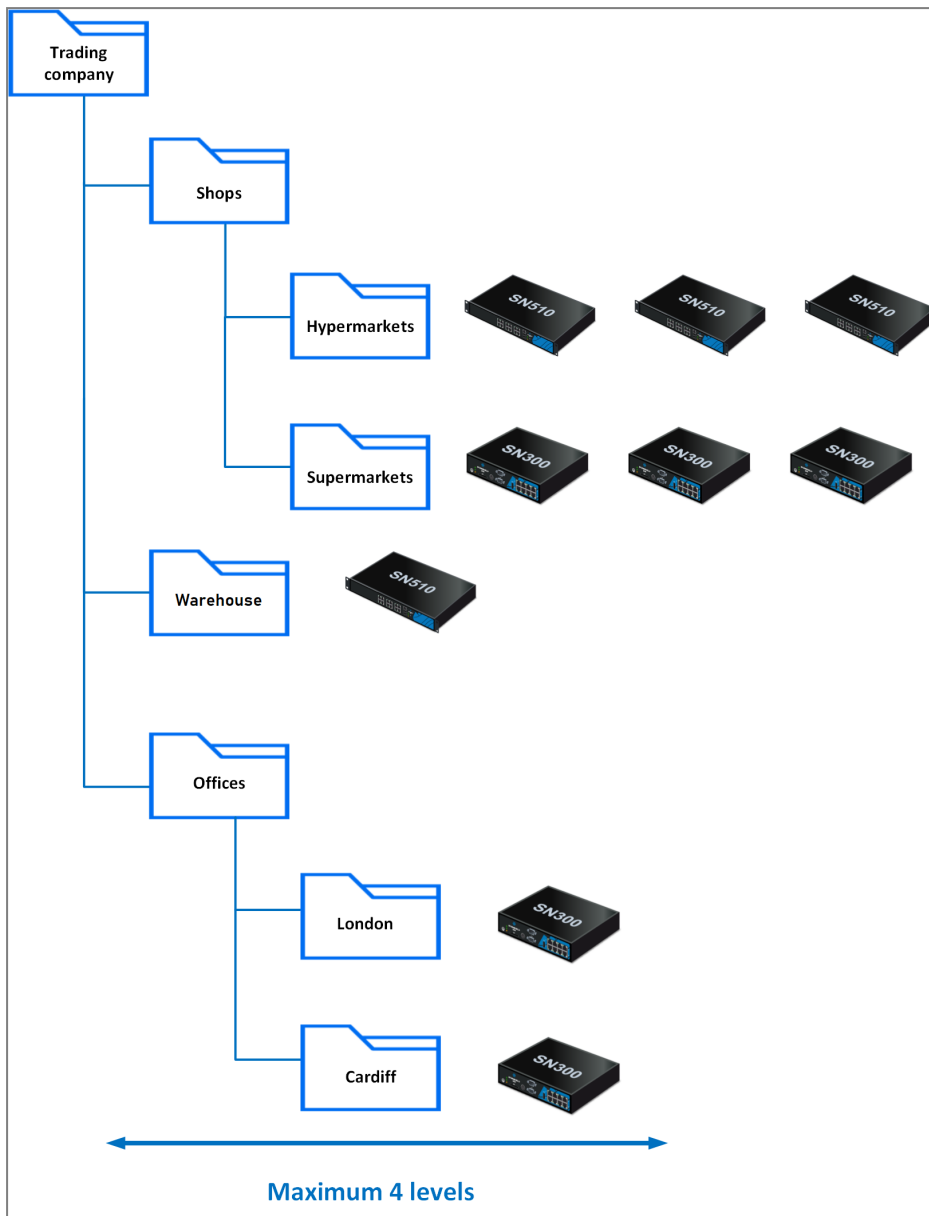 Trading
company
Shops
Hypermarkets
SN510
SN510
SN510
Supermarkets
SN300
SN300
SN300
Warehouse
SN510
Offices
London
SN300
Cardiff
SN300
Maximum 4 levels